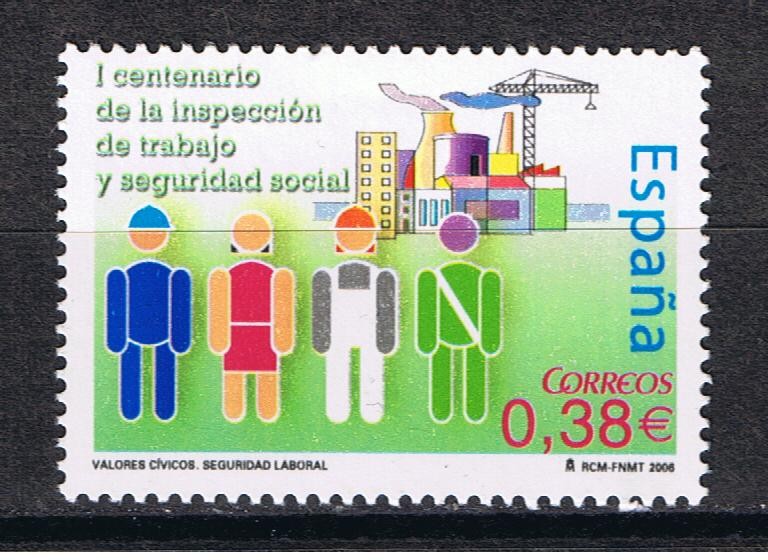 I centenario
de la inspección
de trabajo
y seguridad social
España
CORREOS
0,38€
VALORES CÍVICOS. SEGURIDAD LABORAL
RCM-FNMT 2006